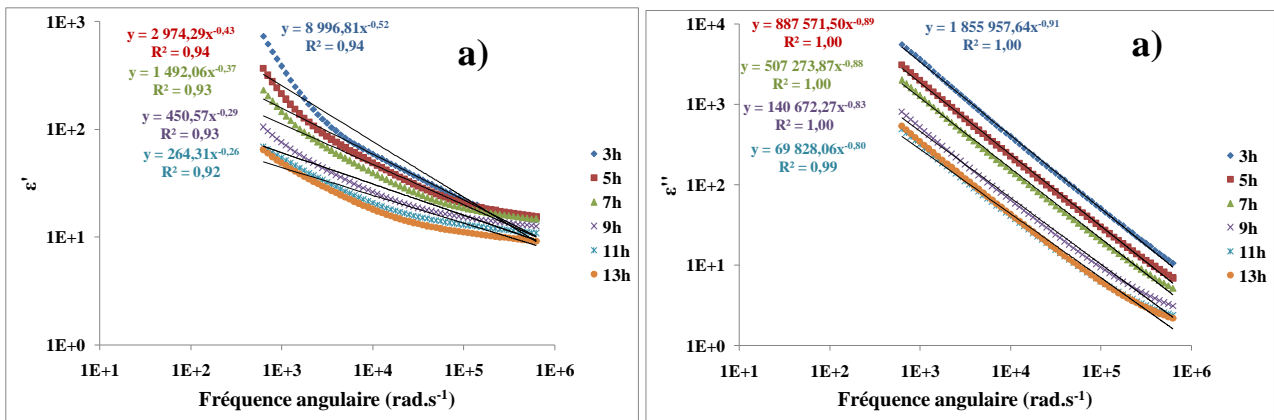 y = 2 974,29x^-0,43
R² = 0,94
y = 8 996,81x^-0,52
R² = 0,94
a)
y = 1 492,06x^-0,37
R² = 0,93
y = 450,57x^-0,29
R² = 0,93
y = 264,31x^-0,26
R² = 0,92
1E+3
1E+2
1E+1
1E+0
ε'
1E+1
1E+2
1E+3
1E+4
1E+5
1E+6
Fréquence angulaire (rad.s⁻¹)
3h
5h
7h
9h
11h
13h
y = 887 571,50x^-0,89
R² = 1,00
y = 1 855 957,64x^-0,91
R² = 1,00
a)
y = 507 273,87x^-0,88
R² = 1,00
y = 140 672,27x^-0,83
R² = 1,00
y = 69 828,06x^-0,80
R² = 0,99
1E+4
1E+3
1E+2
1E+1
1E+0
ε''
1E+1
1E+2
1E+3
1E+4
1E+5
1E+6
Fréquence angulaire (rad.s⁻¹)
3h
5h
7h
9h
11h
13h